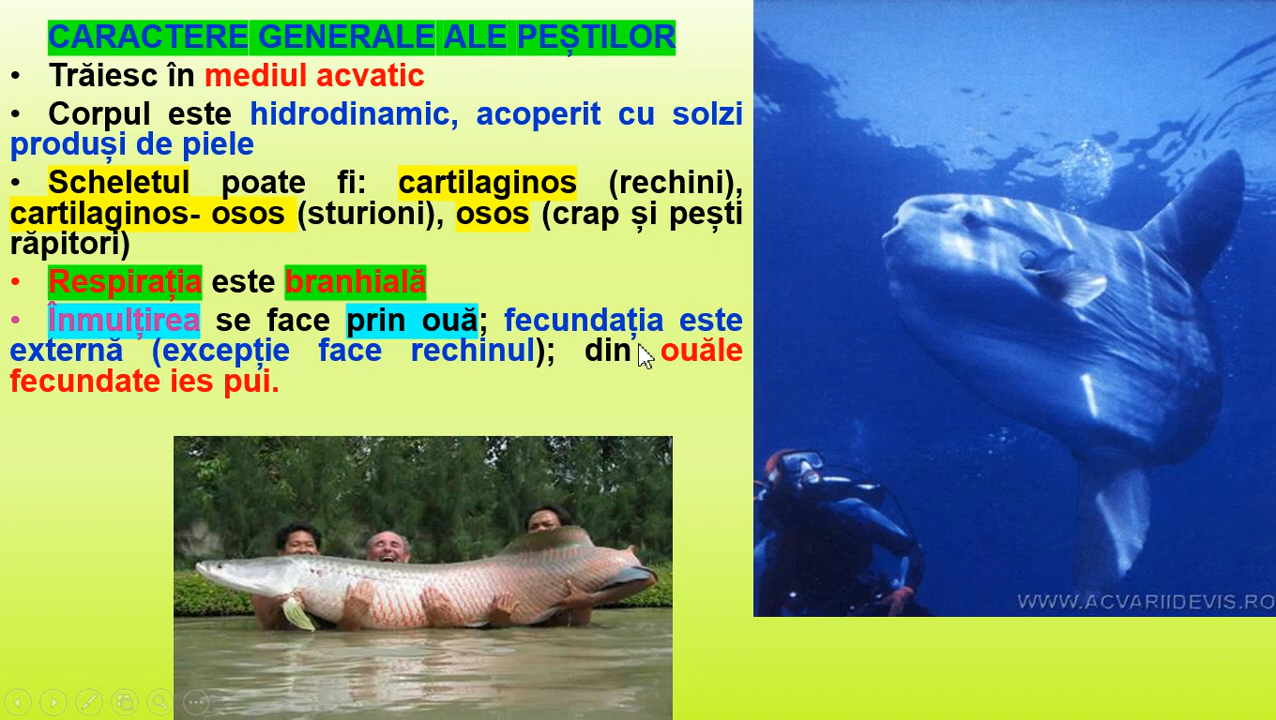 CARACTERE GENERALE ALE PEȘTILOR
• Trăiesc în mediul acvatic
• Corpul este hidrodinamic, acoperit cu solzi
produși de piele
• Scheletul poate fi: cartilaginos (rechini),
cartilaginos- osos (sturioni), osos (crap și pești
răpitori)
• Respirația este branhială
• Înmulțirea se face prin ouă; fecundația este
externă (excepție face rechinul); din ouăle
fecundate ies pui.
WWW.ACVARIIDEVIS.RO